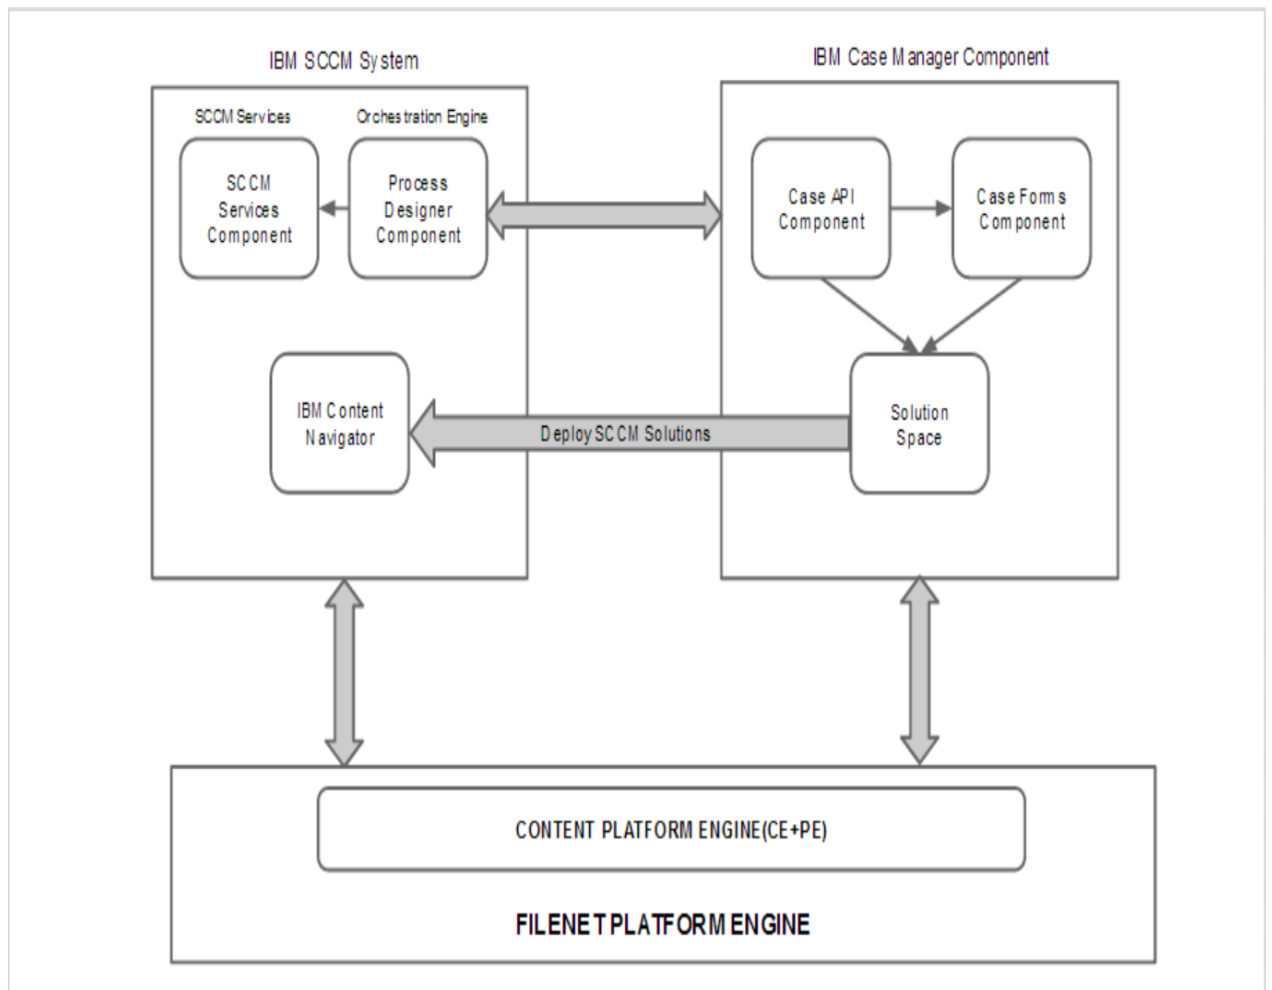 IBM SCCM System
IBM Case Manager Component
SCCM Services
Orchestration Engine
SCCM
Services
Component
Process
Designer
Component
Case API
Component
Case Forms
Component
IBM Content
Navigator
Deploy SCCM Solutions
Solution
Space
CONTENT PLATFORM ENGINE(CE+PE)
FILENET PLATFORM ENGINE